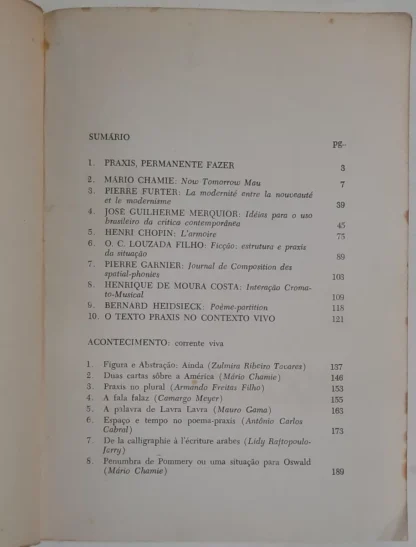 SUMÁRIO
pg.
1. PRAXIS, PERMANENTE FAZER 3
2. MÁRIO CHAMIE: Now Tomorrow Mau 7
3. PIERRE FURTER: La modernité entre la nouveauté
et le modernisme 39
4. JOSÉ GUILHERME MERQUIOR: Idéias para o uso
brasileiro da crítica contemporânea 45
5. HENRI CHOPIN: L'armoire 75
6. O. C. LOUZADA FILHO: Ficção: estrutura e praxis
da situação 89
7. PIERRE GARNIER: Journal de Composition des
spatial-phonies 103
8. HENRIQUE DE MOURA COSTA: Interação Croma-
to-Musical 109
9. BERNARD HEIDSIECK: Poème-partition 118
10. O TEXTO PRAXIS NO CONTEXTO VIVO 121
ACONTECIMENTO: corrente viva
1. Figura e Abstração: Ainda (Zulmira Ribeiro Tavares) 137
2. Duas cartas sôbre a América (Mário Chamie) 146
3. Praxis no plural (Armando Freitas Filho) 153
4. A fala falaz (Camargo Meyer) 155
5. A palavra de Lavra Lavra (Mauro Gama) 163
6. Espaço e tempo no poema-praxis (Antônio Carlos
Cabral) 173
7. De la calligraphie à l'écriture arabes (Lidy Raftopoulo-
Jarry)
8. Penumbra de Pommery ou uma situação para Oswald
(Mário Chamie) 189